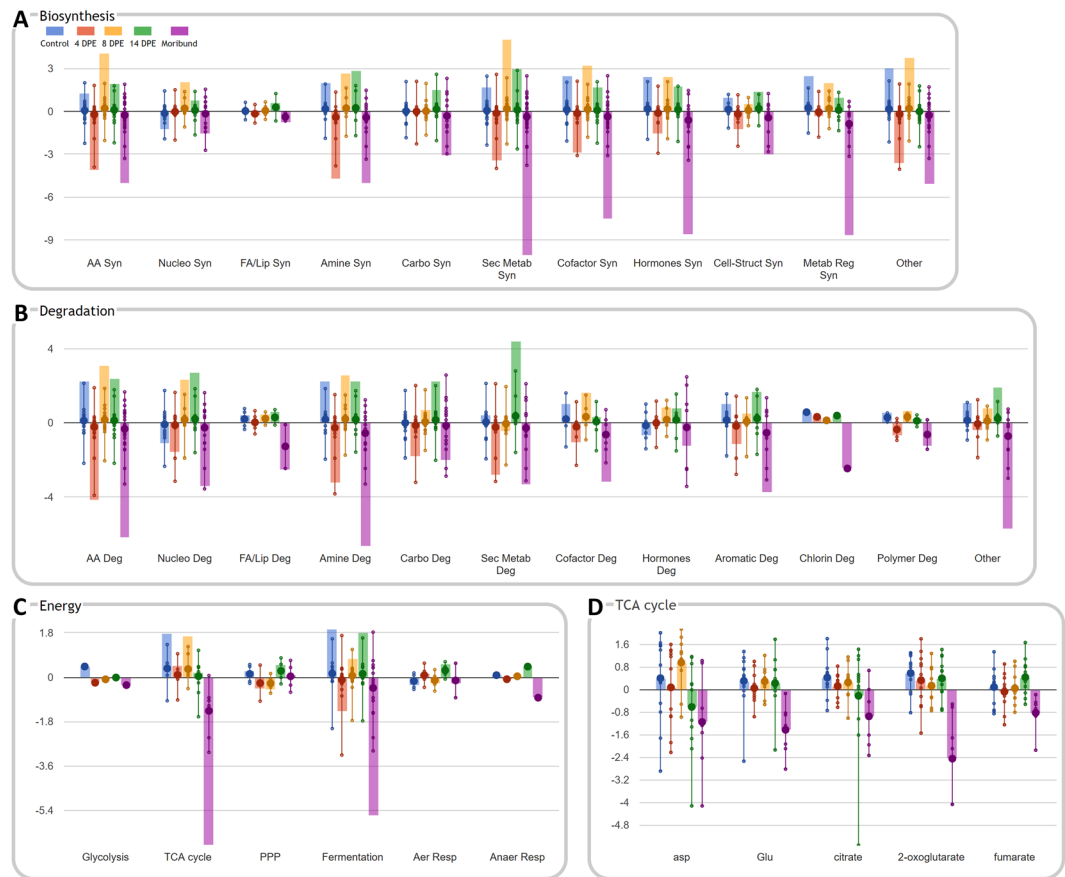 A Biosynthesis
Control 4 DPE 8 DPE 14 DPE Moribund
3
0
-3
-6
-9
AA Syn Nucleo Syn FA/Lip Syn Amine Syn Carbo Syn Sec Metab Syn Cofactor Syn Hormones Syn Cell-Struct Syn Metab Reg Syn Other
B Degradation
4
0
-4
AA Deg Nucleo Deg FA/Lip Deg Amine Deg Carbo Deg Sec Metab Deg Cofactor Deg Hormones Deg Aromatic Deg Chlorin Deg Polymer Deg Other
C Energy
1.8
0
-1.8
-3.6
-5.4
Glycolysis TCA cycle PPP Fermentation Aer Resp Anaer Resp
D TCA cycle
1.6
0.8
0
-0.8
-1.6
-2.4
-3.2
-4
-4.8
asp Glu citrate 2-oxoglutarate fumarate